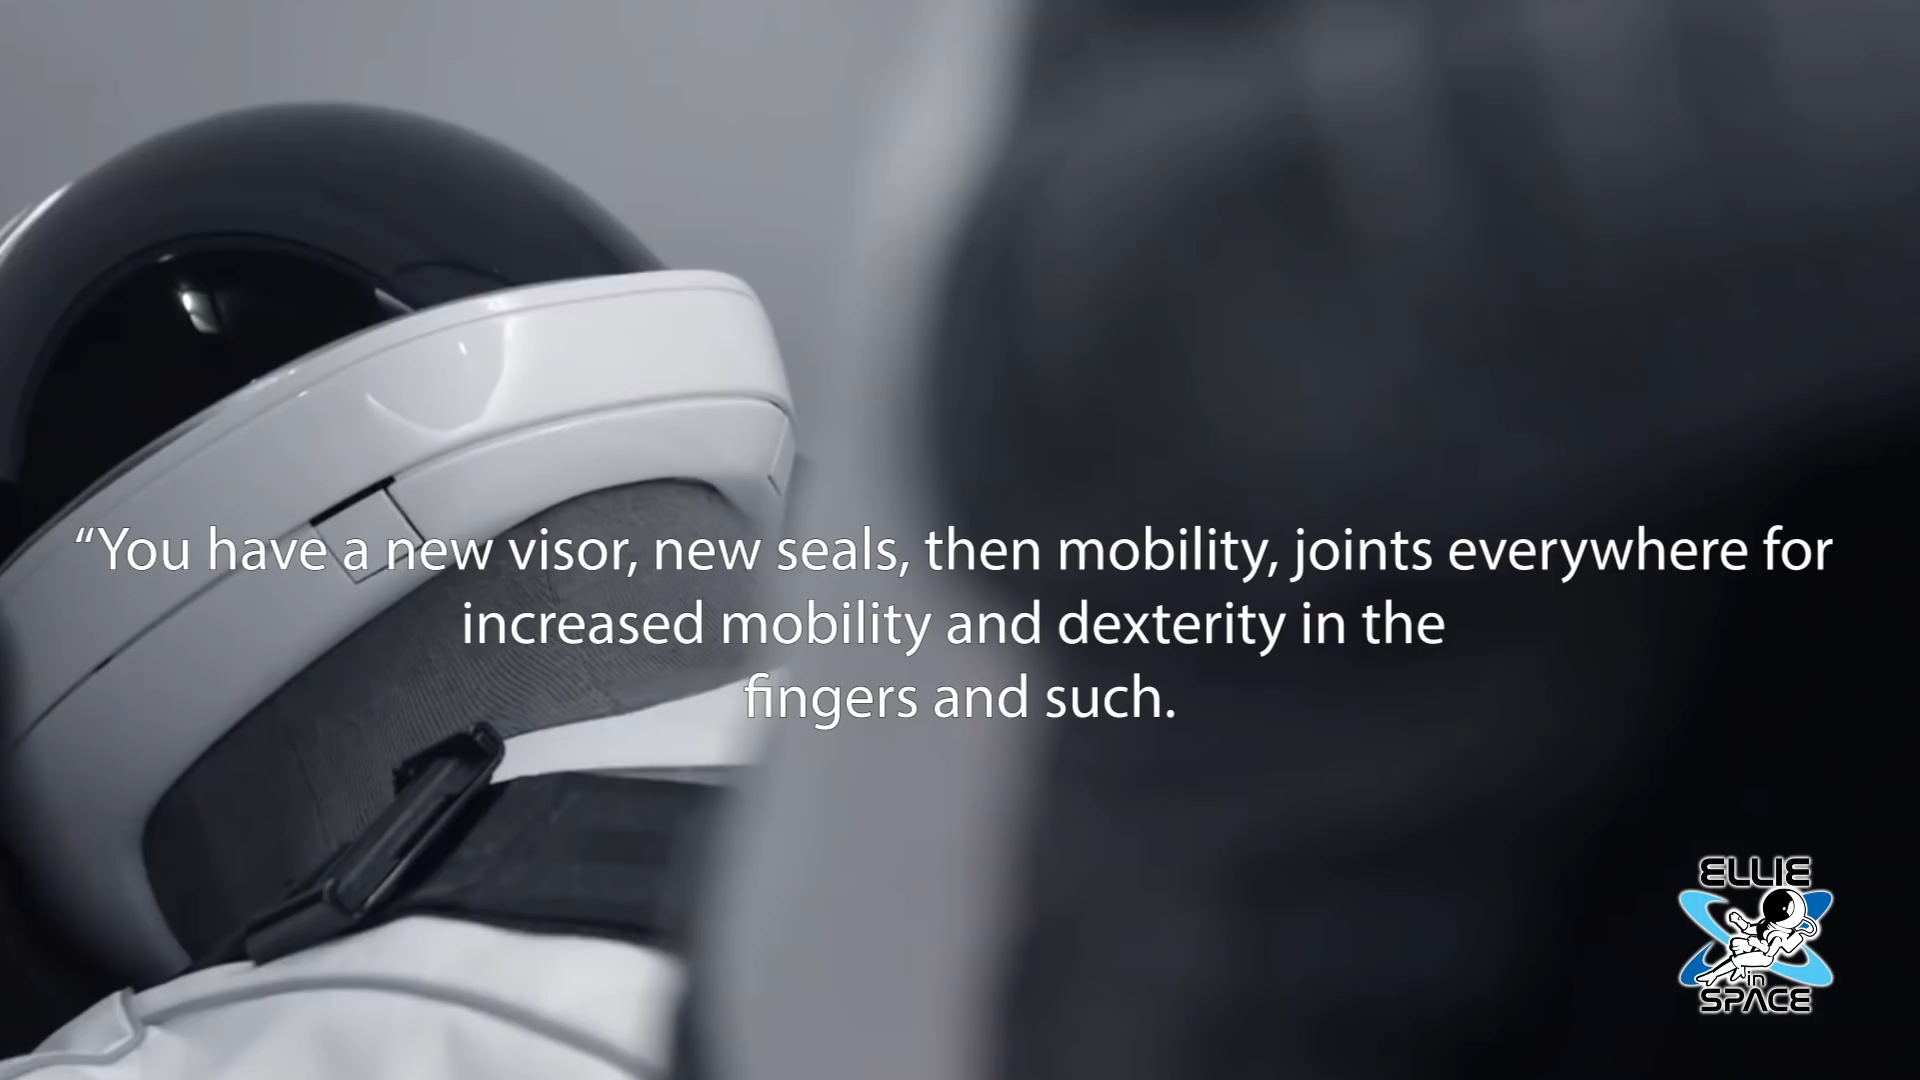 “You have a new visor, new seals, then mobility, joints everywhere for
increased mobility and dexterity in the
fingers and such.
ELLIE
in
SPACE